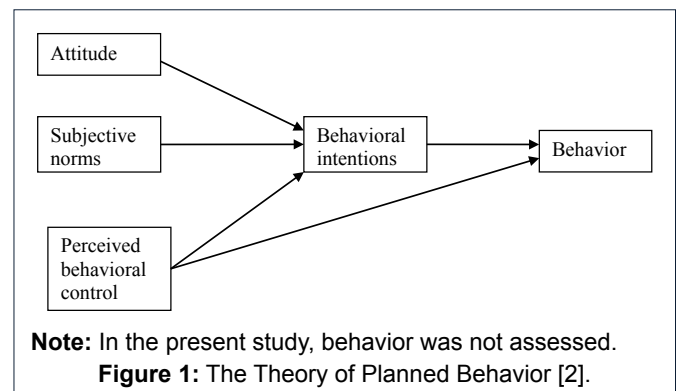 Attitude
Subjective
norms
Behavioral
intentions
Behavior
Perceived
behavioral
control
Note: In the present study, behavior was not assessed.
Figure 1: The Theory of Planned Behavior [2].